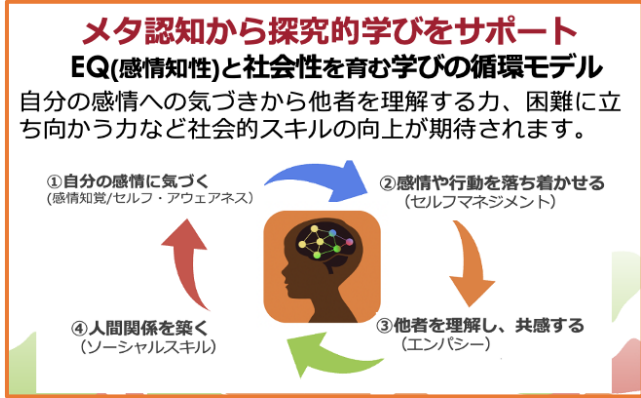 メタ認知から探究的学びをサポート
EQ(感情知性)と社会性を育む学びの循環モデル
自分の感情への気づきから他者を理解する力、困難に立
ち向かう力など社会的スキルの向上が期待されます。
①自分の感情に気づく
(感情知覚/セルフ・アウェアネス)
②感情や行動を落ち着かせる
（セルフマネジメント）
③他者を理解し、共感する
（エンパシー）
④人間関係を築く
（ソーシャルスキル）